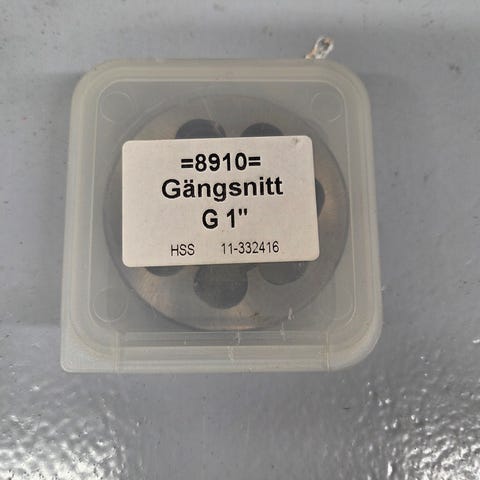 =8910=
Gängsnitt
G 1"
HSS 11-332416